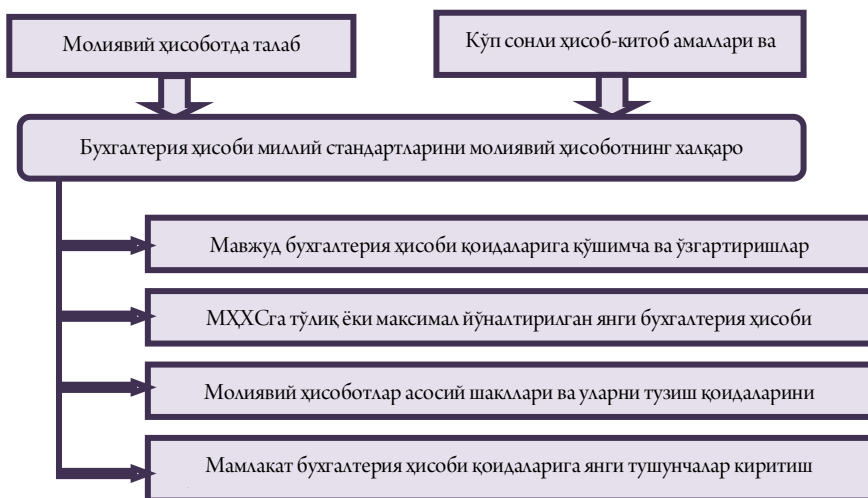 Молиявий ҳисоботда талаб
Кўп сонли ҳисоб-китоб амаллари ва
Бухгалтерия ҳисоби миллий стандартларини молиявий ҳисоботнинг халқаро
Мавжуд бухгалтерия ҳисоби қоидаларига қўшимча ва ўзгартиришлар
МҲХСга тўлиқ ёки максимал йўналтирилган янги бухгалтерия ҳисоби
Молиявий ҳисоботлар асосий шакллари ва уларни тузиш қоидаларини
Мамлакат бухгалтерия ҳисоби қоидаларига янги тушунчалар киритиш